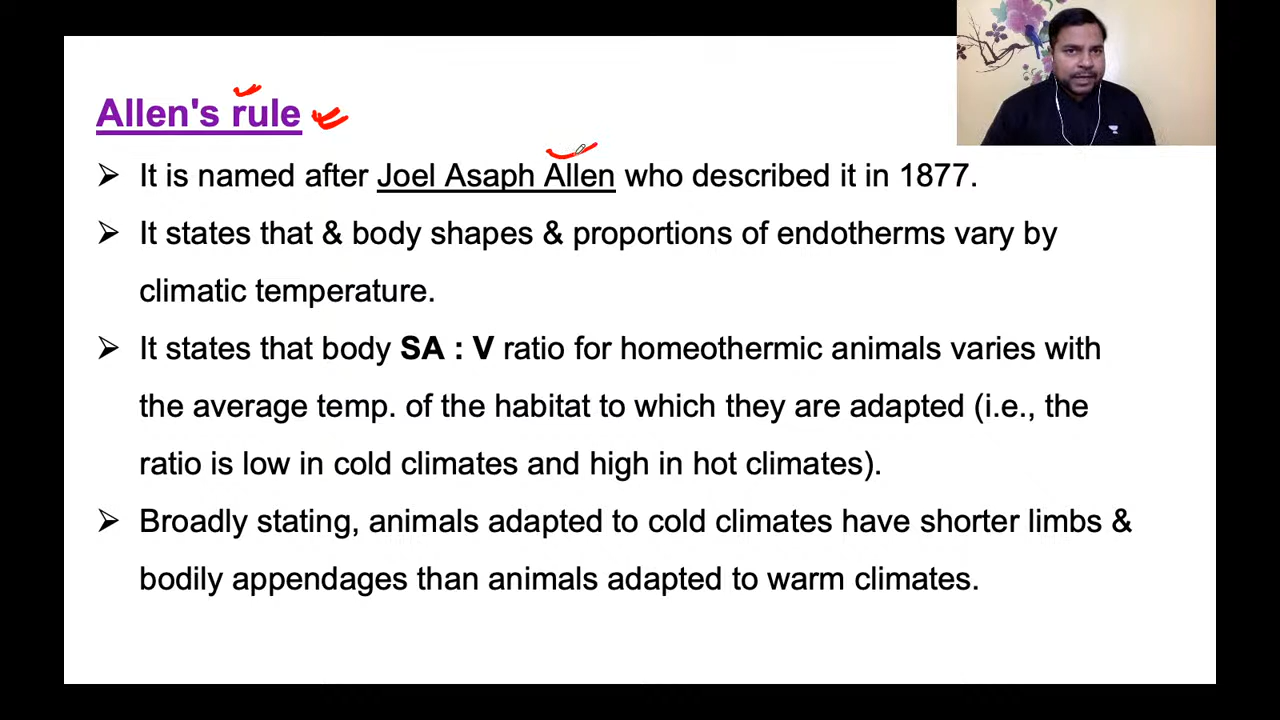 Allen's rule
➢ It is named after Joel Asaph Allen who described it in 1877.
➢ It states that & body shapes & proportions of endotherms vary by
climatic temperature.
➢ It states that body SA : V ratio for homeothermic animals varies with
the average temp. of the habitat to which they are adapted (i.e., the
ratio is low in cold climates and high in hot climates).
➢ Broadly stating, animals adapted to cold climates have shorter limbs &
bodily appendages than animals adapted to warm climates.